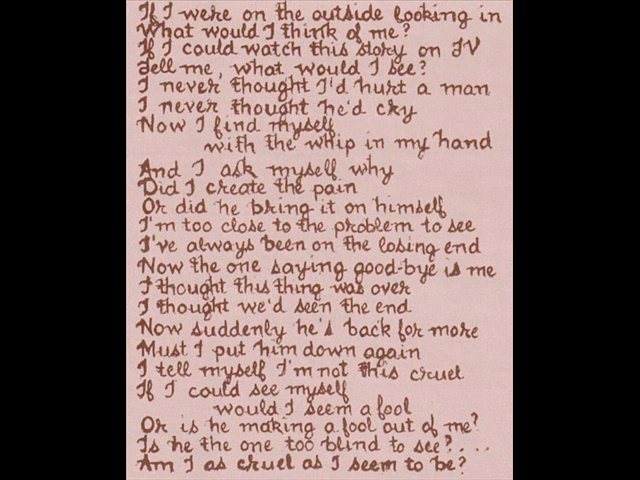 If I were on the outside looking in
What would I think of me?
If I could watch this story on TV
Tell me, what would I see?
I never thought I'd hurt a man
I never thought he'd cry
Now I find myself
with the whip in my hand
And I ask myself why
Did I create the pain
Or did he bring it on himself
I'm too close to the problem to see
I've always been on the losing end
Now the one saying good-bye is me
I thought this thing was over
I thought we'd seen the end
Now suddenly he's back for more
Must I put him down again
I tell myself I'm not this cruel
If I could see myself
would I seem a fool
Or is he making a fool out of me?
Is he the one too blind to see?....
Am I as cruel as I seem to be?